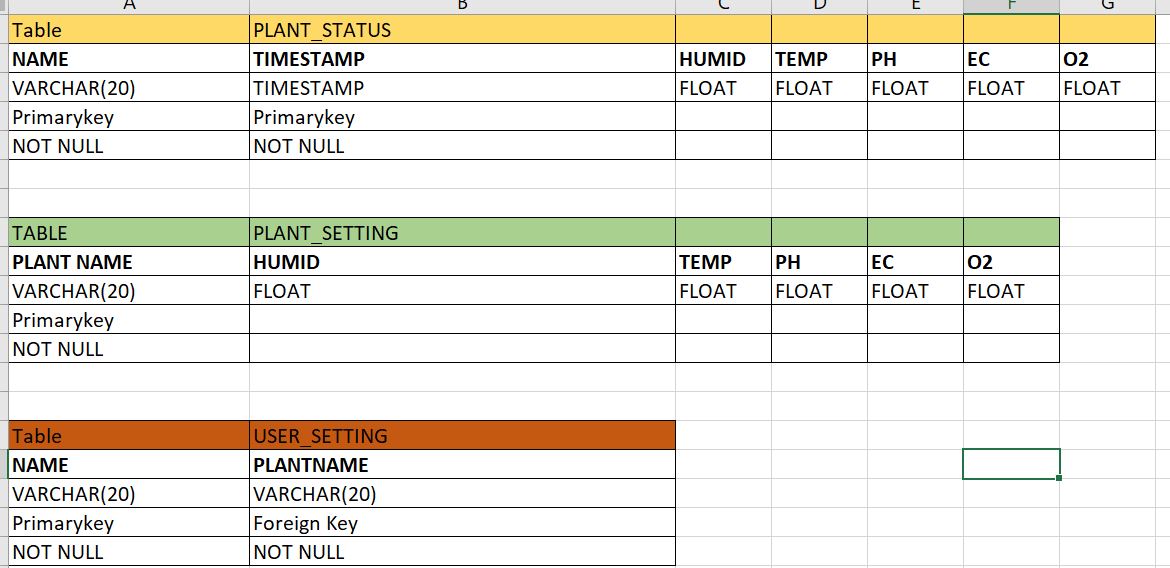 A B C D E F G
Table PLANT_STATUS
NAME TIMESTAMP HUMID TEMP PH EC O2
VARCHAR(20) TIMESTAMP FLOAT FLOAT FLOAT FLOAT FLOAT
Primarykey Primarykey
NOT NULL NOT NULL
TABLE PLANT_SETTING
PLANT NAME HUMID TEMP PH EC O2
VARCHAR(20) FLOAT FLOAT FLOAT FLOAT FLOAT
Primarykey
NOT NULL
Table USER_SETTING
NAME PLANTNAME
VARCHAR(20) VARCHAR(20)
Primarykey Foreign Key
NOT NULL NOT NULL